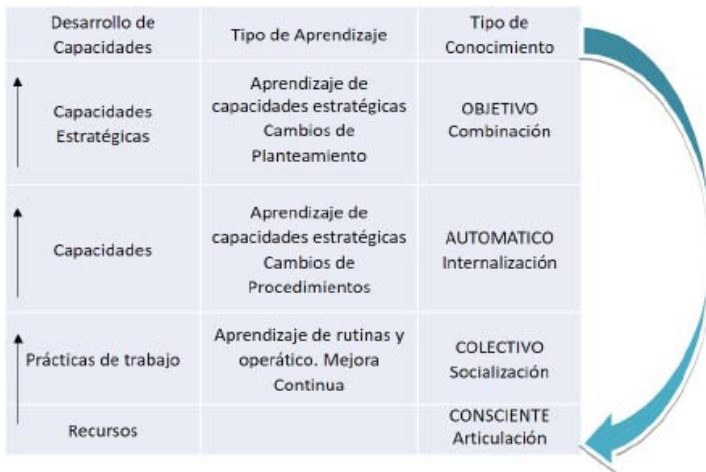 Desarrollo de
Capacidades
Tipo de Aprendizaje
Tipo de
Conocimiento
Capacidades
Estratégicas
Aprendizaje de
capacidades estratégicas
Cambios de
Planteamiento
OBJETIVO
Combinación
Capacidades
Aprendizaje de
capacidades estratégicas
Cambios de
Procedimientos
AUTOMATICO
Internalización
Prácticas de trabajo
Aprendizaje de rutinas y
operático. Mejora
Continua
COLECTIVO
Socialización
Recursos
CONSCIENTE
Articulación